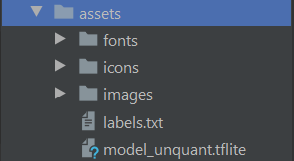 assets
fonts
icons
images
labels.txt
model_unquant.tflite